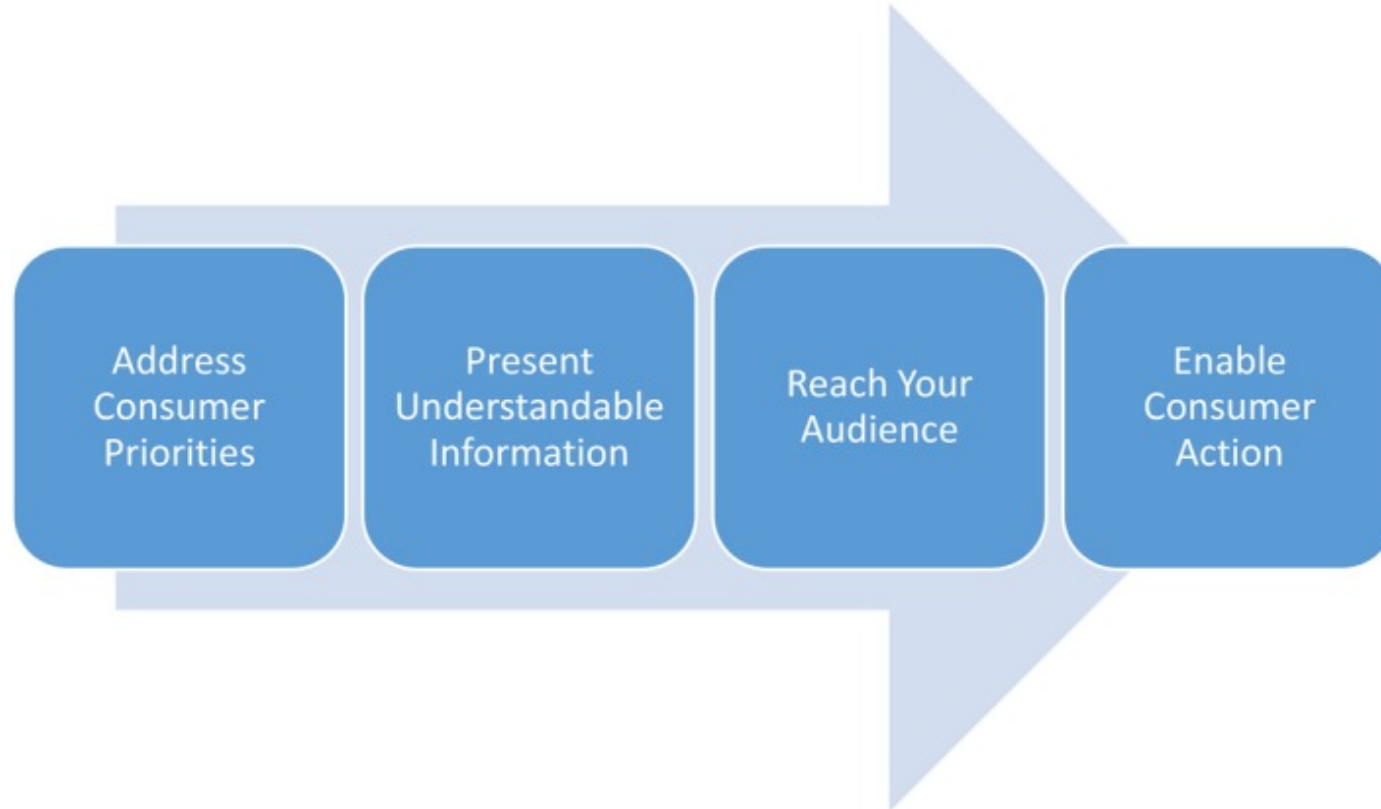 Address
Consumer
Priorities
Present
Understandable
Information
Reach Your
Audience
Enable
Consumer
Action